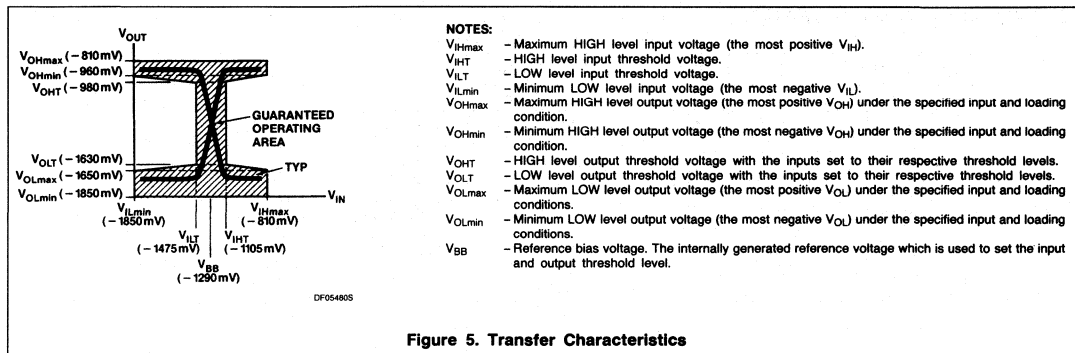 VOUT
VOHmax (−810mV)
VOHmin (−960mV)
VOHT (−980mV)
GUARANTEED
OPERATING
AREA
VOLT (−1630mV)
VOLmax (−1650mV)
VOLmin (−1850mV)
TYP
VIN
VILmin
(−1850mV)
VIHmax
(−810mV)
VILT
(−1475mV)
VIHT
(−1105mV)
VBB
(−1290mV)
DF05480S
NOTES:
VIHmax – Maximum HIGH level input voltage (the most positive VIH).
VIHT – HIGH level input threshold voltage.
VILT – LOW level input threshold voltage.
VILmin – Minimum LOW level input voltage (the most negative VIL).
VOHmax – Maximum HIGH level output voltage (the most positive VOH) under the specified input and loading
condition.
VOHmin – Minimum HIGH level output voltage (the most negative VOH) under the specified input and loading
condition.
VOHT – HIGH level output threshold voltage with the inputs set to their respective threshold levels.
VOLT – LOW level output threshold voltage with the inputs set to their respective threshold levels.
VOLmax – Maximum LOW level output voltage (the most positive VOL) under the specified input and loading
conditions.
VOLmin – Minimum LOW level output voltage (the most negative VOL) under the specified input and loading
conditions.
VBB – Reference bias voltage. The internally generated reference voltage which is used to set the input
and output threshold level.
Figure 5. Transfer Characteristics